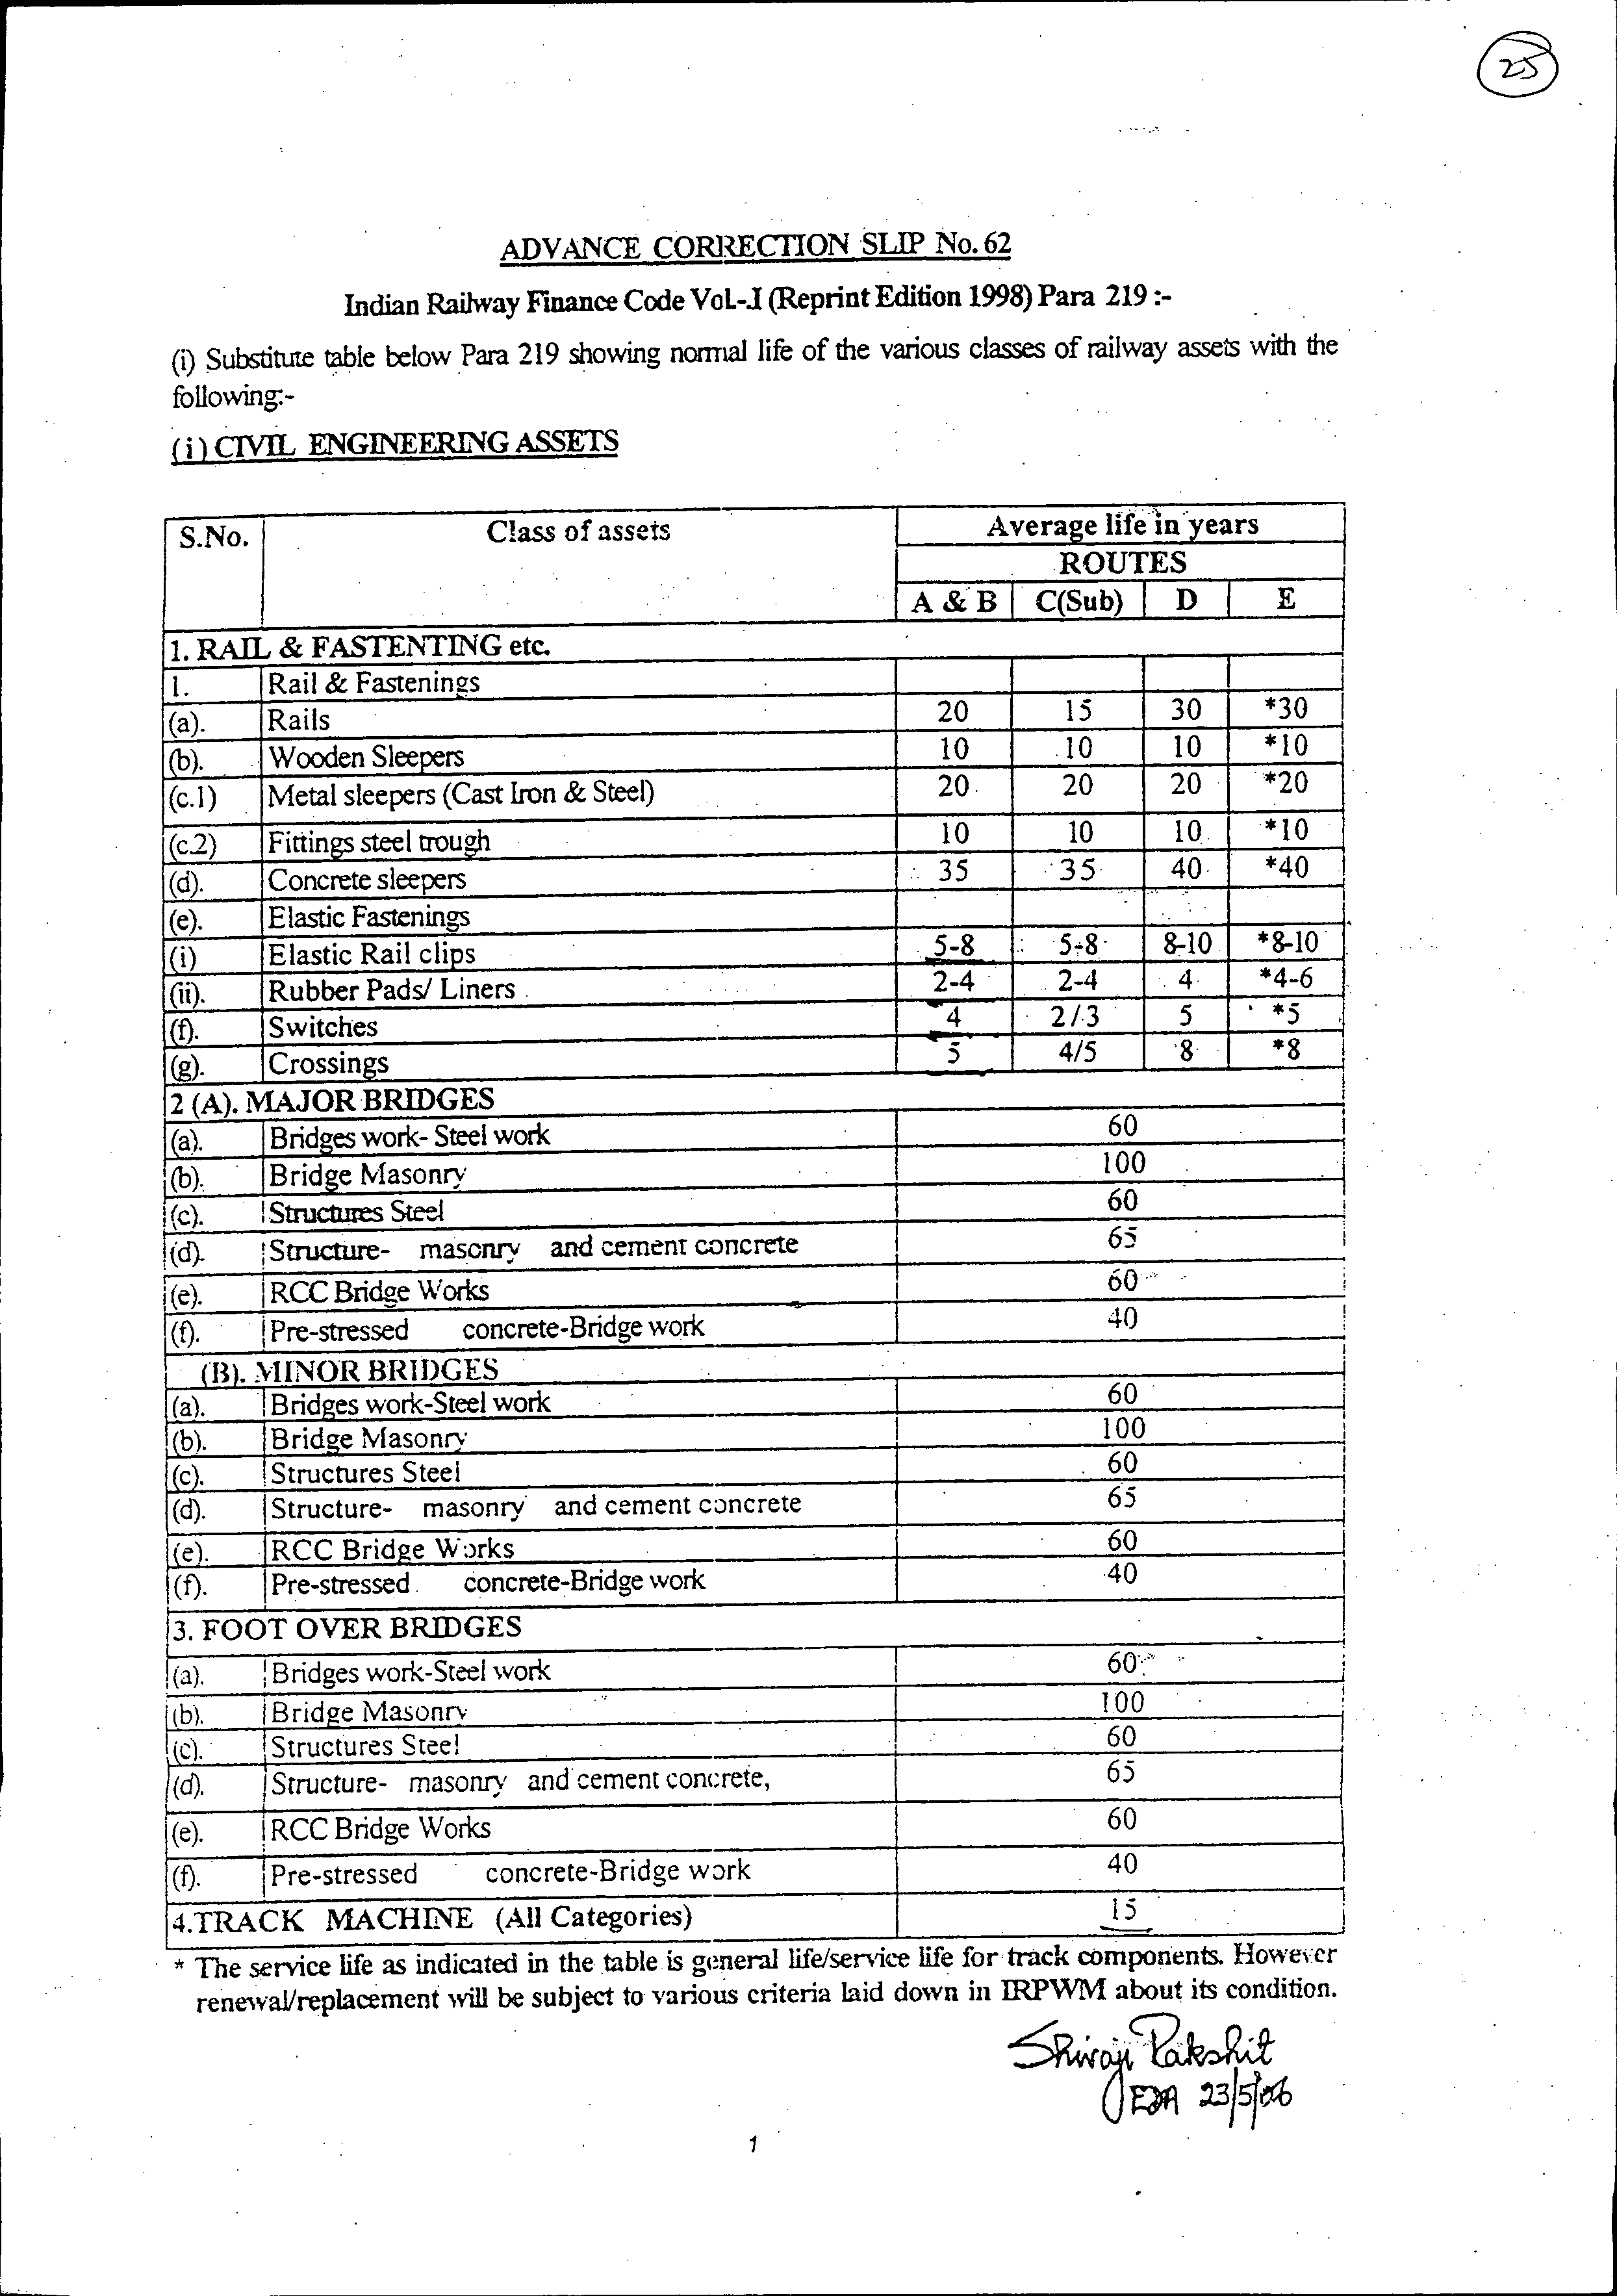 25
ADVANCE CORRECTION SLIP No. 62
Indian Railway Finance Code Vol.-I (Reprint Edition 1998) Para 219 :-
(i) Substitute table below Para 219 showing normal life of the various classes of railway assets with the
following:-
(i) CIVIL ENGINEERING ASSETS
S.No. Class of assets Average life in years
ROUTES
A & B C(Sub) D E
1. RAIL & FASTENTING etc.
1. Rail & Fastenings
(a). Rails 20 15 30 *30
(b). Wooden Sleepers 10 10 10 *10
(c.1) Metal sleepers (Cast Iron & Steel) 20 20 20 *20
(c.2) Fittings steel trough 10 10 10 *10
(d). Concrete sleepers 35 35 40 *40
(e). Elastic Fastenings
(i) Elastic Rail clips 5-8 5-8 8-10 *8-10
(ii). Rubber Pads/ Liners 2-4 2-4 4 *4-6
(f). Switches 4 2/3 5 *5
(g). Crossings 5 4/5 8 *8
2 (A). MAJOR BRIDGES
(a). Bridges work- Steel work 60
(b). Bridge Masonry 100
(c). Structures Steel 60
(d). Structure- masonry and cement concrete 65
(e). RCC Bridge Works 60
(f). Pre-stressed concrete-Bridge work 40
(B). MINOR BRIDGES
(a). Bridges work-Steel work 60
(b). Bridge Masonry 100
(c). Structures Steel 60
(d). Structure- masonry and cement concrete 65
(e). RCC Bridge Works 60
(f). Pre-stressed concrete-Bridge work 40
3. FOOT OVER BRIDGES
(a). Bridges work-Steel work 60
(b). Bridge Masonry 100
(c). Structures Steel 60
(d). Structure- masonry and cement concrete, 65
(e). RCC Bridge Works 60
(f). Pre-stressed concrete-Bridge work 40
4.TRACK MACHINE (All Categories) 15
* The service life as indicated in the table is general life/service life for track components. However
renewal/replacement will be subject to various criteria laid down in IRPWM about its condition.
Shivaji Rakshit
23/5/06
1